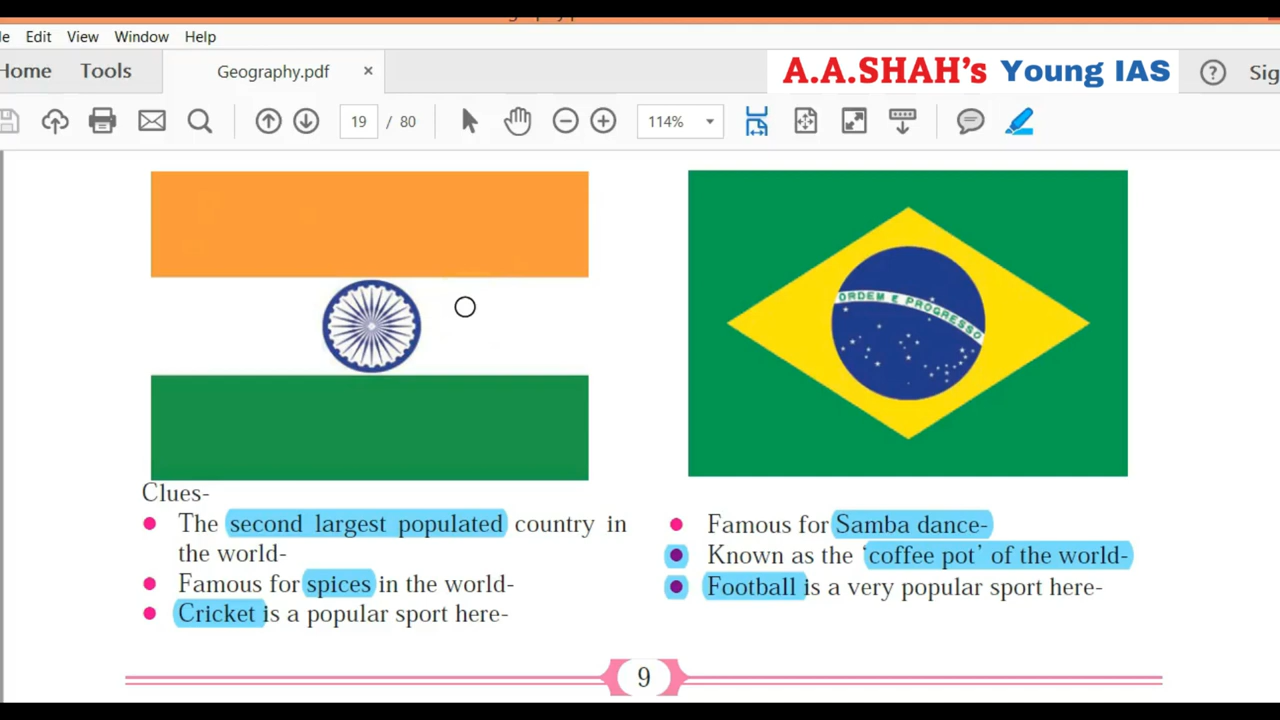 le Edit View Window Help
Home Tools Geography.pdf × A.A.SHAH's Young IAS ? Sig
19 / 80 114%
ORDEM E PROGRESSO
Clues-
The second largest populated country in
the world-
Famous for spices in the world-
Cricket is a popular sport here-
Famous for Samba dance-
Known as the 'coffee pot' of the world-
Football is a very popular sport here-
9